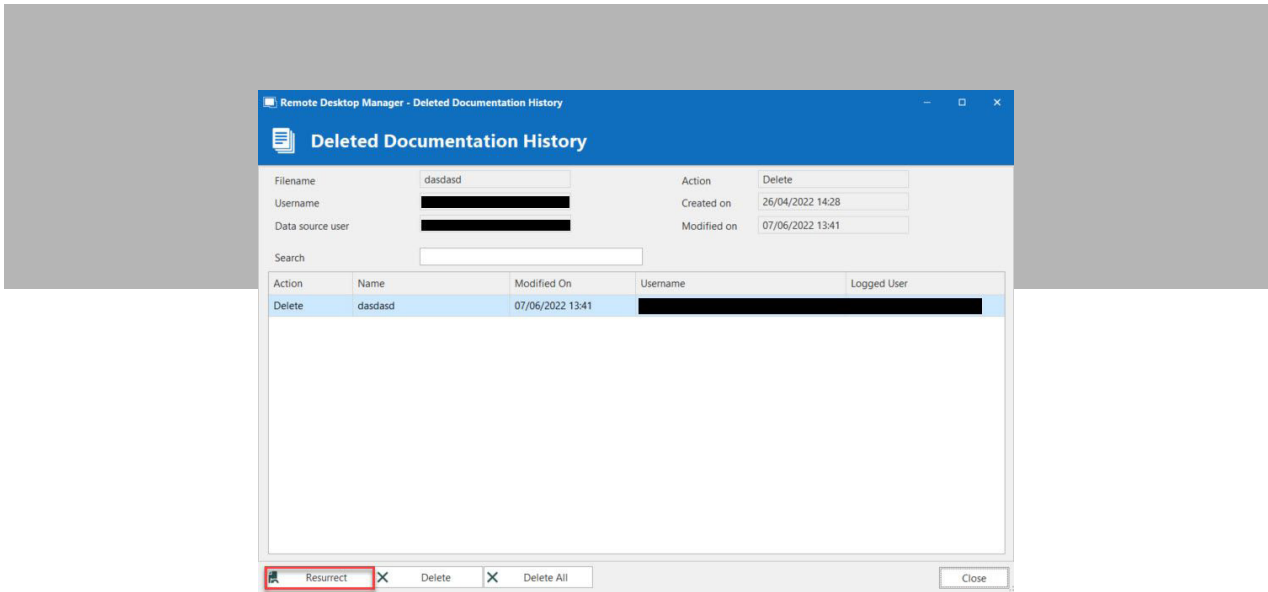 Remote Desktop Manager - Deleted Documentation History
Deleted Documentation History
Filename dasdasd Action Delete
Username Created on 26/04/2022 14:28
Data source user Modified on 07/06/2022 13:41
Search
Action Name Modified On Username Logged User
Delete dasdasd 07/06/2022 13:41
Resurrect Delete Delete All Close